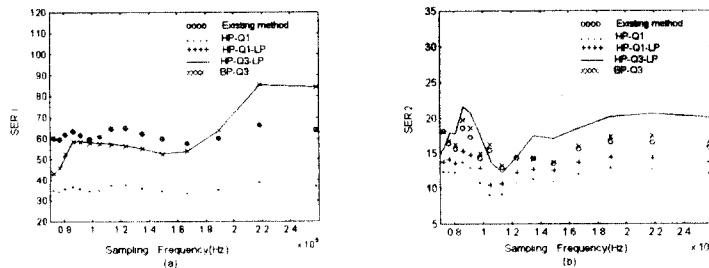 120
110
100
90
80
70
60
50
40
30
20
SER 1
oooo Existing method
HP-Q1
++++ HP-Q1-LP
HP-Q3-LP
BP-Q3
0.8 1 1.2 1.4 1.6 1.8 2 2.2 2.4
Sampling Frequency(Hz)
(a)
35
30
25
20
15
10
5
SER 2
oooo Existing method
HP-Q1
++++ HP-Q1-LP
HP-Q3-LP
BP-Q3
0.8 1 1.2 1.4 1.6 1.8 2 2.2 2.4
Sampling Frequency(Hz)
(b)